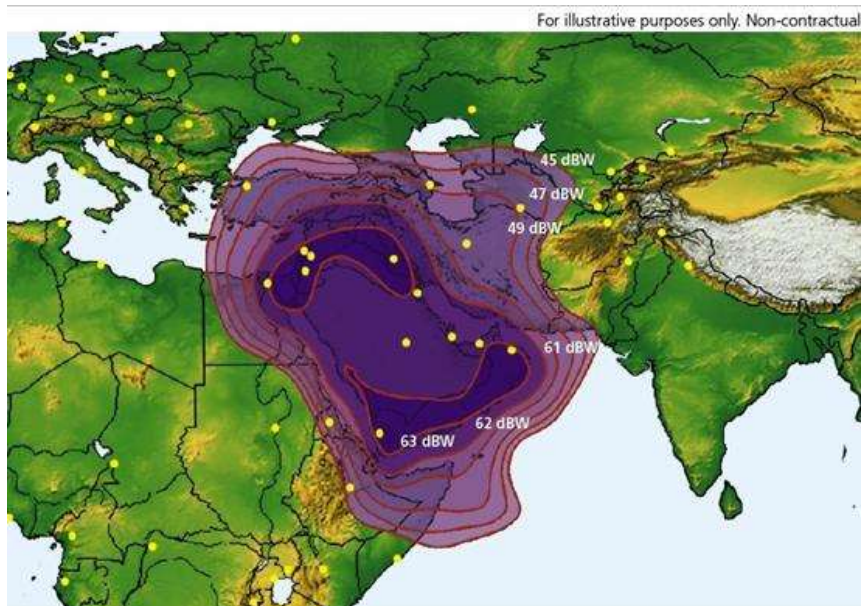 For illustrative purposes only. Non-contractual
45 dBW
47 dBW
49 dBW
61 dBW
62 dBW
63 dBW